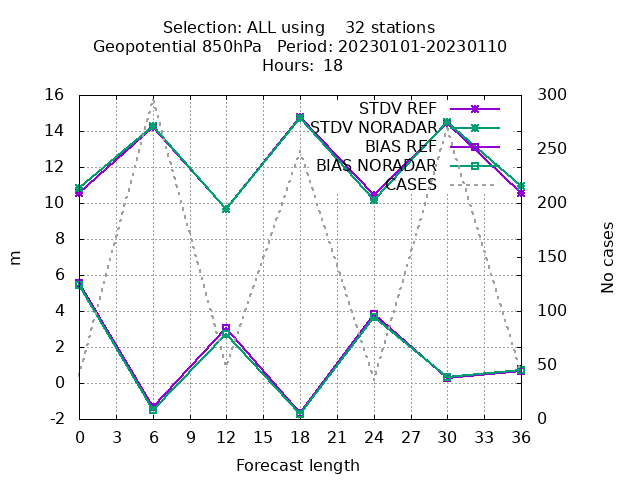 Selection: ALL using    32 stations
Geopotential 850hPa   Period: 20230101-20230110
Hours: 18
STDV REF
STDV NORADAR
BIAS REF
BIAS NORADAR
CASES
16
14
12
10
8
6
4
2
0
-2
m
300
250
200
150
100
50
0
No cases
0 3 6 9 12 15 18 21 24 27 30 33 36
Forecast length